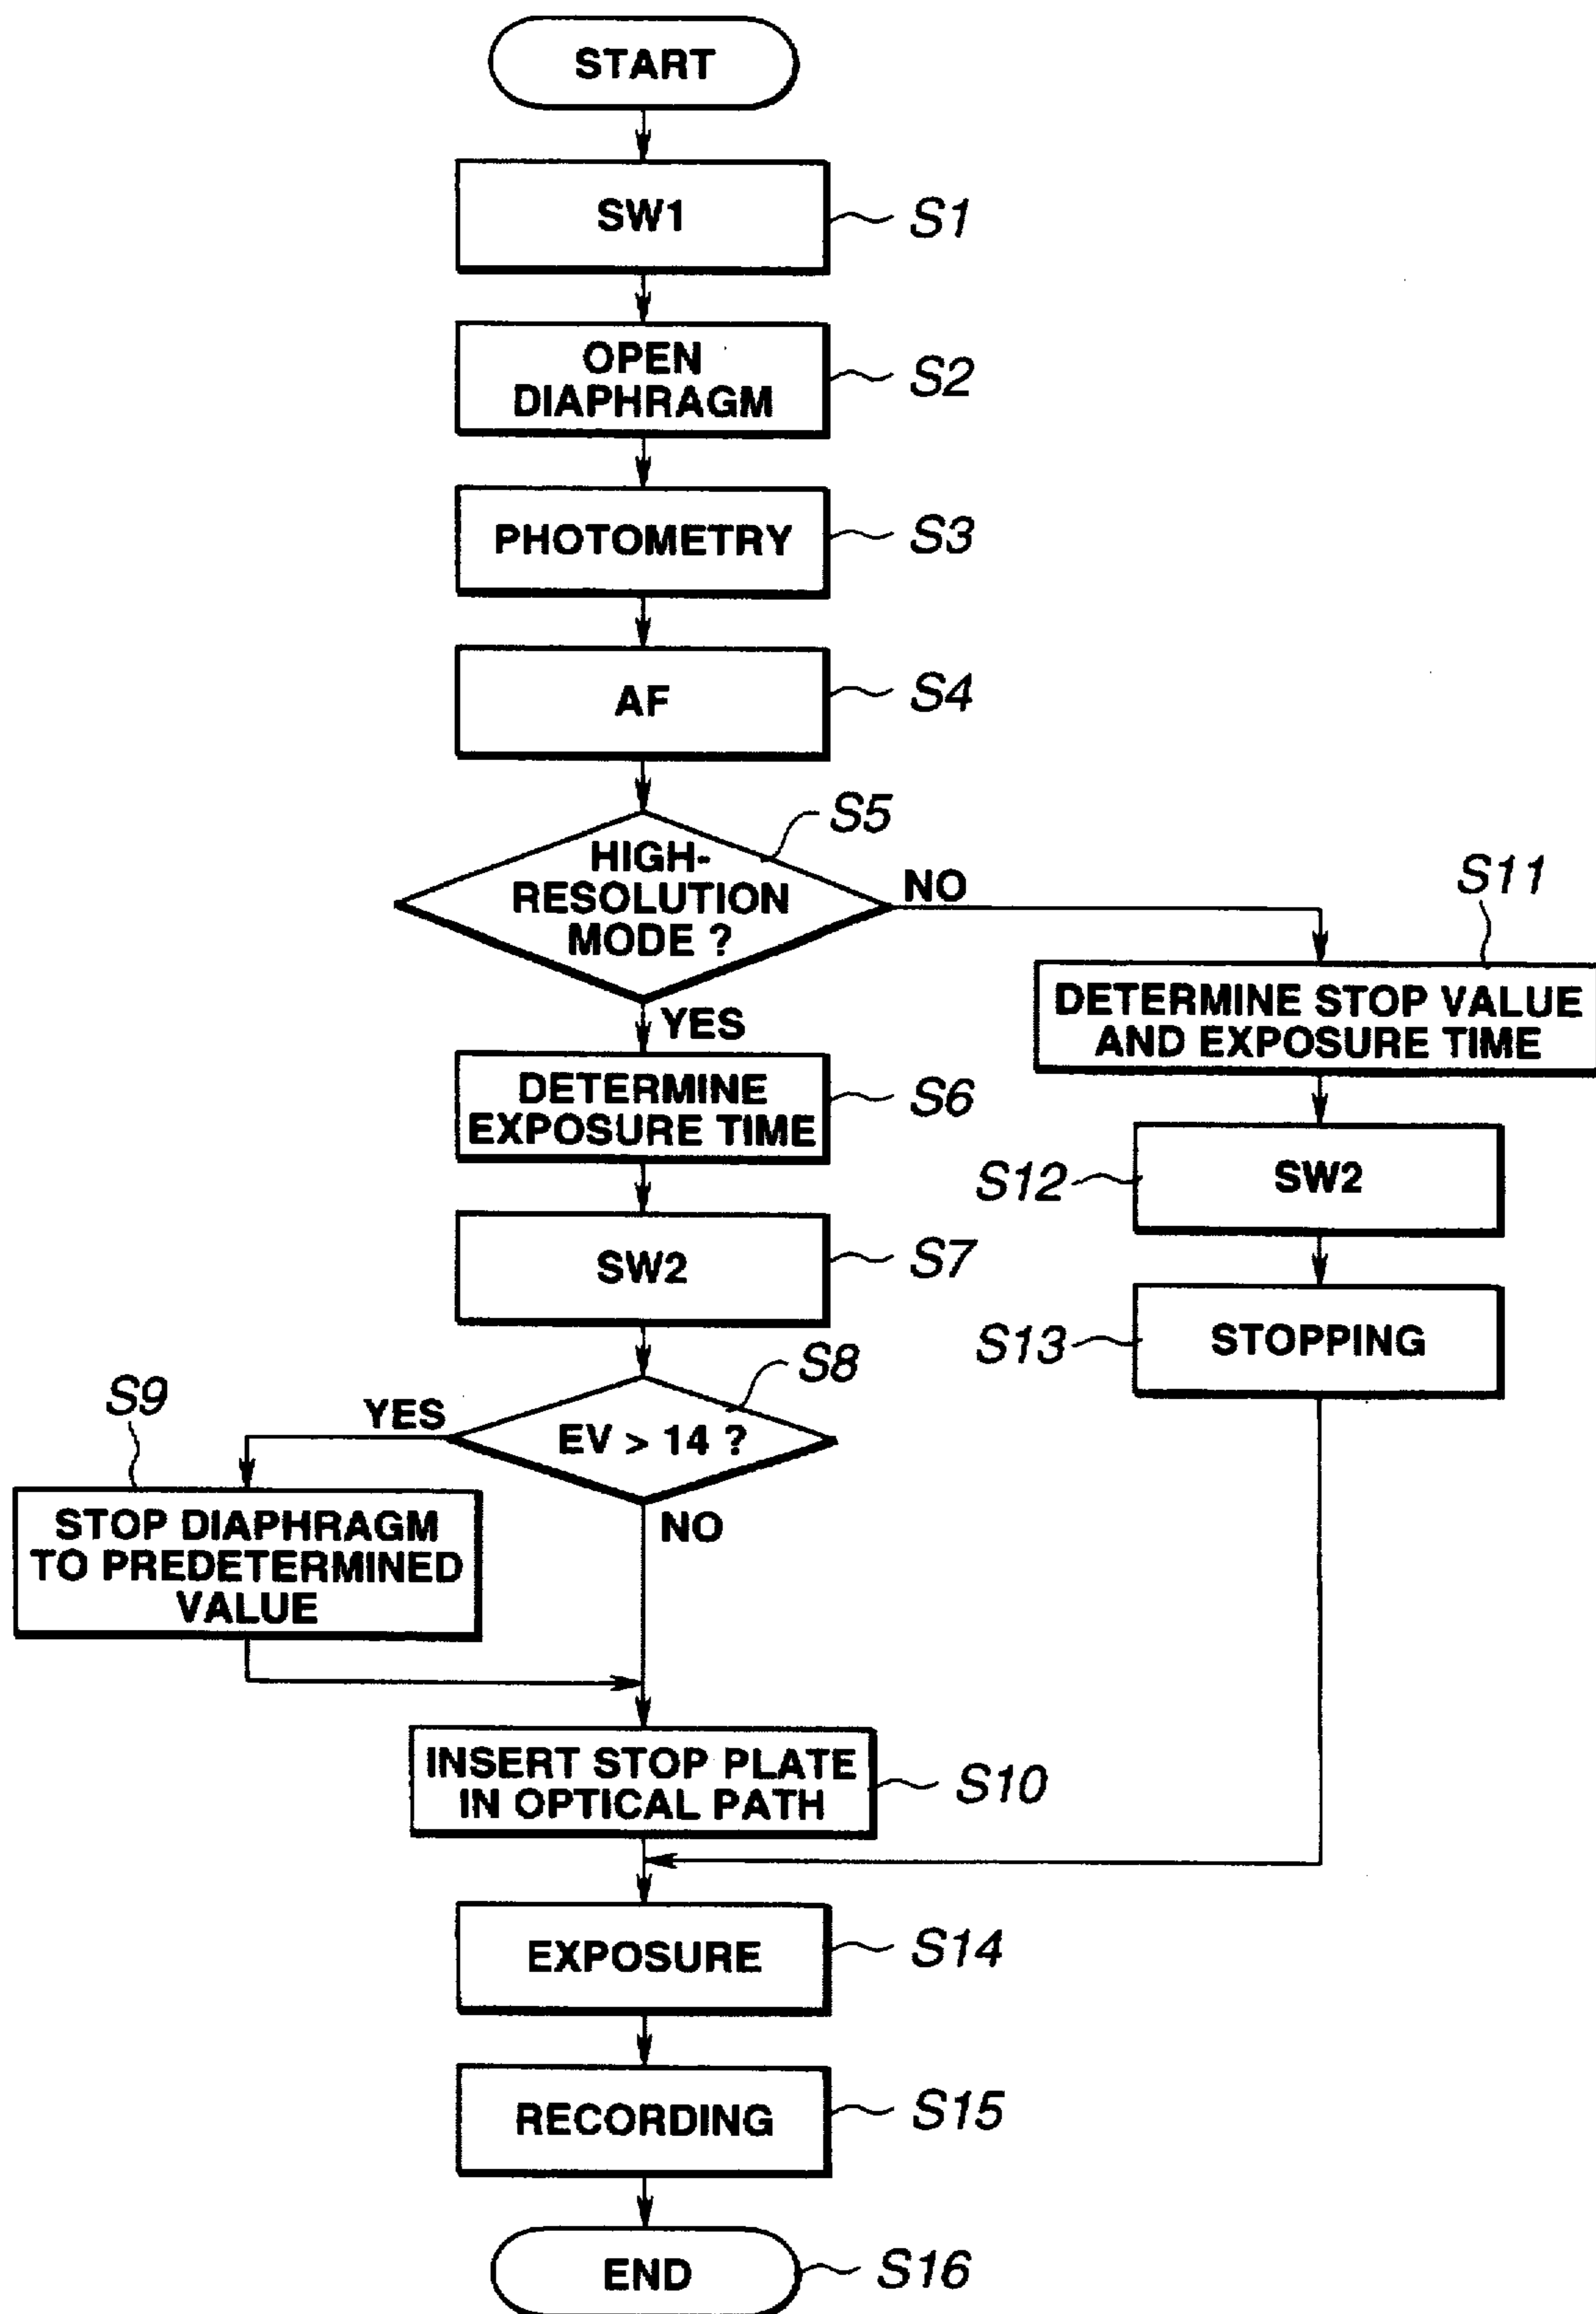 START
SW1
S1
OPEN
DIAPHRAGM
S2
PHOTOMETRY
S3
AF
S4
S5
HIGH-
RESOLUTION
MODE ?
NO
YES
S11
DETERMINE STOP VALUE
AND EXPOSURE TIME
DETERMINE
EXPOSURE TIME
S6
S12
SW2
SW2
S7
S13
STOPPING
S8
EV > 14 ?
YES
NO
S9
STOP DIAPHRAGM
TO PREDETERMINED
VALUE
INSERT STOP PLATE
IN OPTICAL PATH
S10
EXPOSURE
S14
RECORDING
S15
END
S16